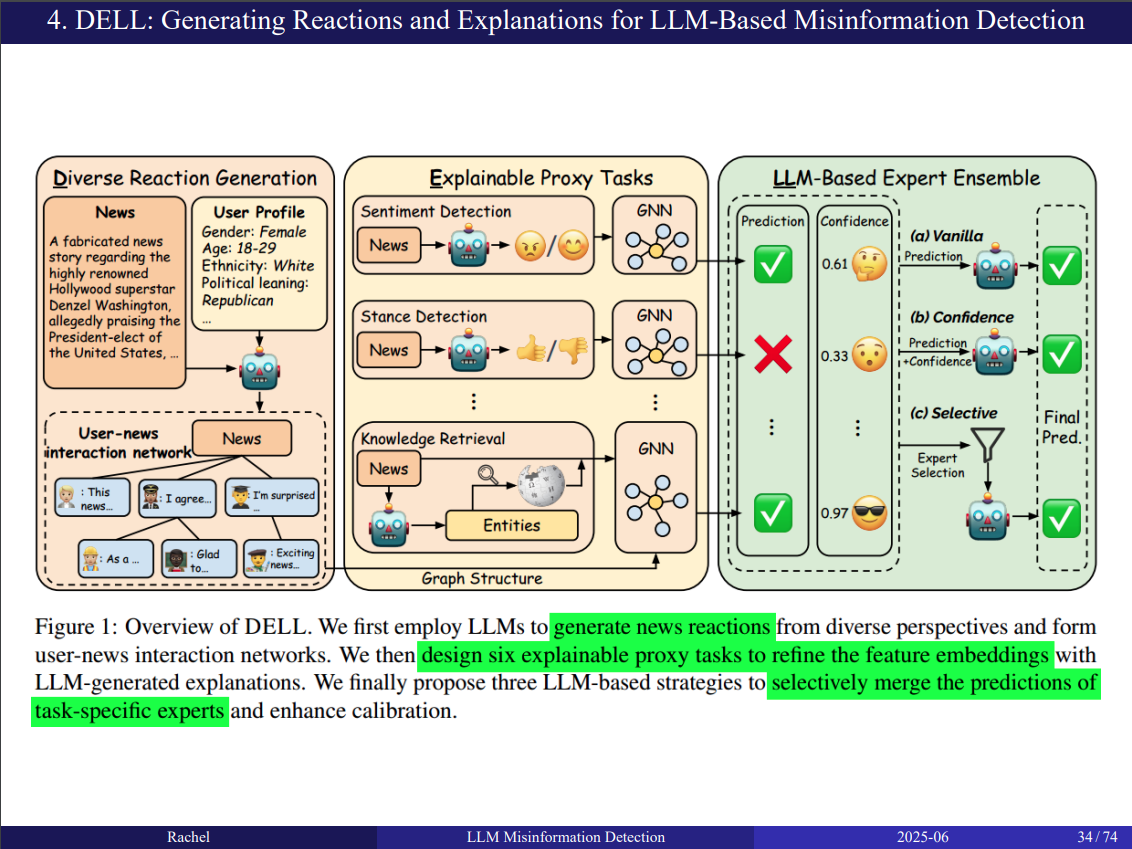 4. DELL: Generating Reactions and Explanations for LLM-Based Misinformation Detection
Diverse Reaction Generation
News
A fabricated news
story regarding the
highly renowned
Hollywood superstar
Denzel Washington,
allegedly praising the
President-elect of
the United States, ...
User Profile
Gender: Female
Age: 18-29
Ethnicity: White
Political leaning:
Republican
...
User-news
interaction network
News
: This
news...
: I agree...
: I'm surprised
...
: As a ...
: Glad
to...
: Exciting
news...
Explainable Proxy Tasks
Sentiment Detection
News
/
GNN
Stance Detection
News
/
GNN
Knowledge Retrieval
News
Entities
GNN
Graph Structure
LLM-Based Expert Ensemble
Prediction
Confidence
0.61
0.33
0.97
(a) Vanilla
Prediction
(b) Confidence
Prediction
+Confidence
(c) Selective
Expert
Selection
Final
Pred.
Figure 1: Overview of DELL. We first employ LLMs to generate news reactions from diverse perspectives and form
user-news interaction networks. We then design six explainable proxy tasks to refine the feature embeddings with
LLM-generated explanations. We finally propose three LLM-based strategies to selectively merge the predictions of
task-specific experts and enhance calibration.
Rachel
LLM Misinformation Detection
2025-06
34 / 74